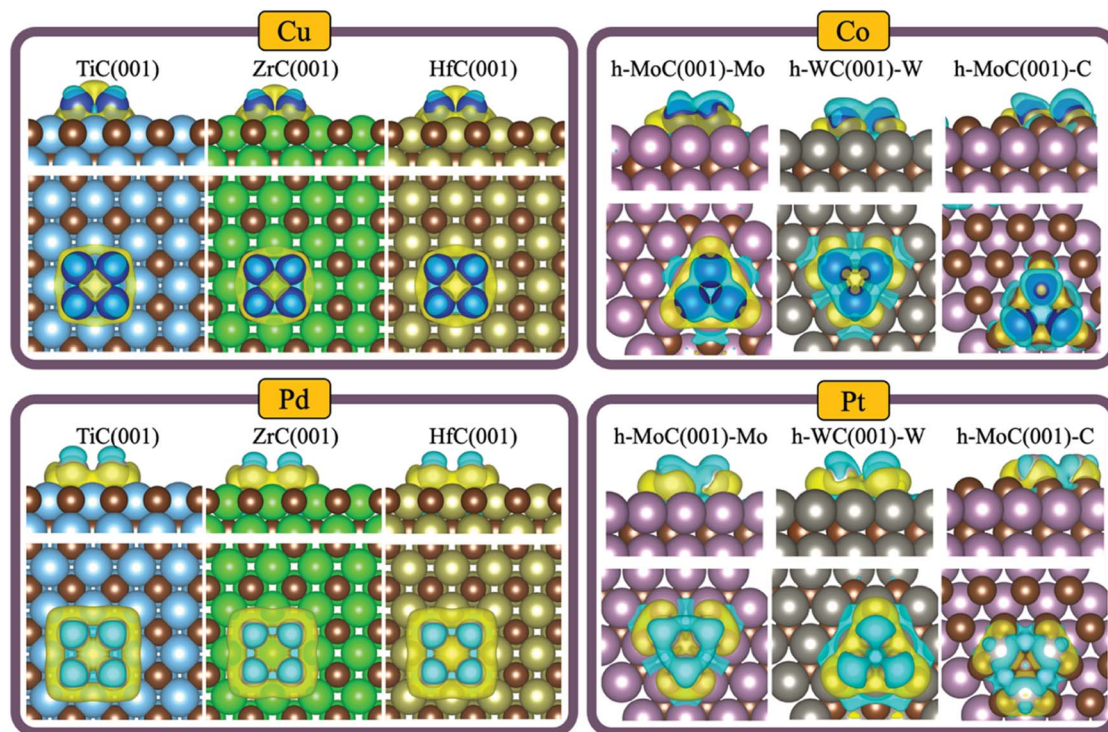 Cu
TiC(001) ZrC(001) HfC(001)
Co
h-MoC(001)-Mo h-WC(001)-W h-MoC(001)-C
Pd
TiC(001) ZrC(001) HfC(001)
Pt
h-MoC(001)-Mo h-WC(001)-W h-MoC(001)-C